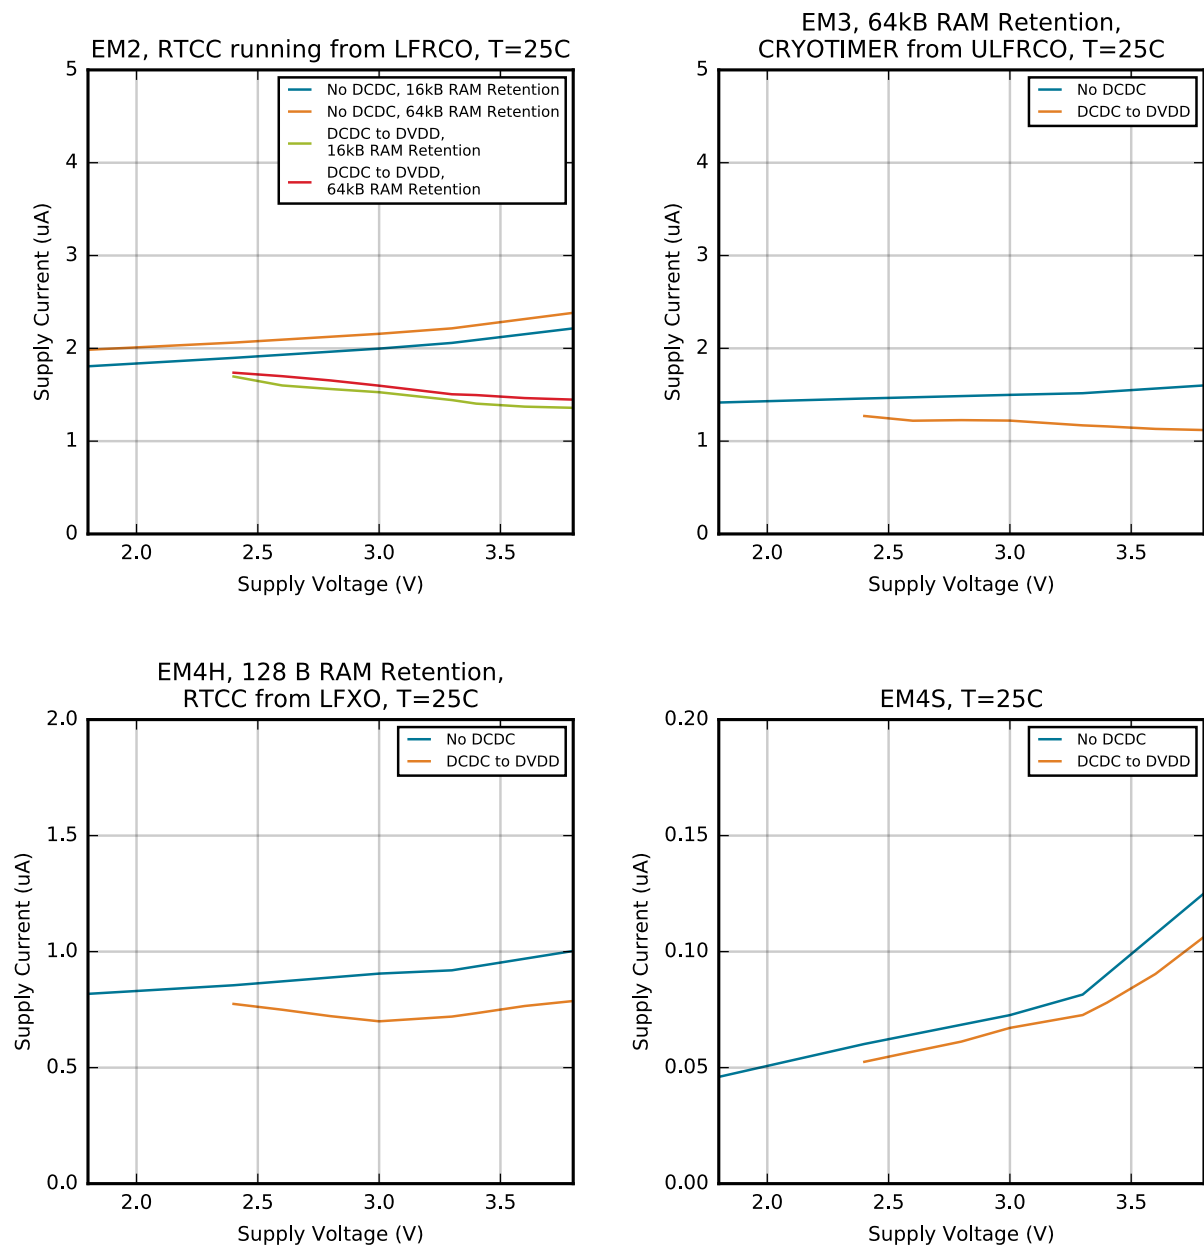 EM2, RTCC running from LFRCO, T=25C
5
4
3
2
1
0
2.0 2.5 3.0 3.5
Supply Current (uA)
Supply Voltage (V)
No DCDC, 16kB RAM Retention
No DCDC, 64kB RAM Retention
DCDC to DVDD,
16kB RAM Retention
DCDC to DVDD,
64kB RAM Retention
EM3, 64kB RAM Retention,
CRYOTIMER from ULFRCO, T=25C
5
4
3
2
1
0
2.0 2.5 3.0 3.5
Supply Current (uA)
Supply Voltage (V)
No DCDC
DCDC to DVDD
EM4H, 128 B RAM Retention,
RTCC from LFXO, T=25C
2.0
1.5
1.0
0.5
0.0
2.0 2.5 3.0 3.5
Supply Current (uA)
Supply Voltage (V)
No DCDC
DCDC to DVDD
EM4S, T=25C
0.20
0.15
0.10
0.05
0.00
2.0 2.5 3.0 3.5
Supply Current (uA)
Supply Voltage (V)
No DCDC
DCDC to DVDD